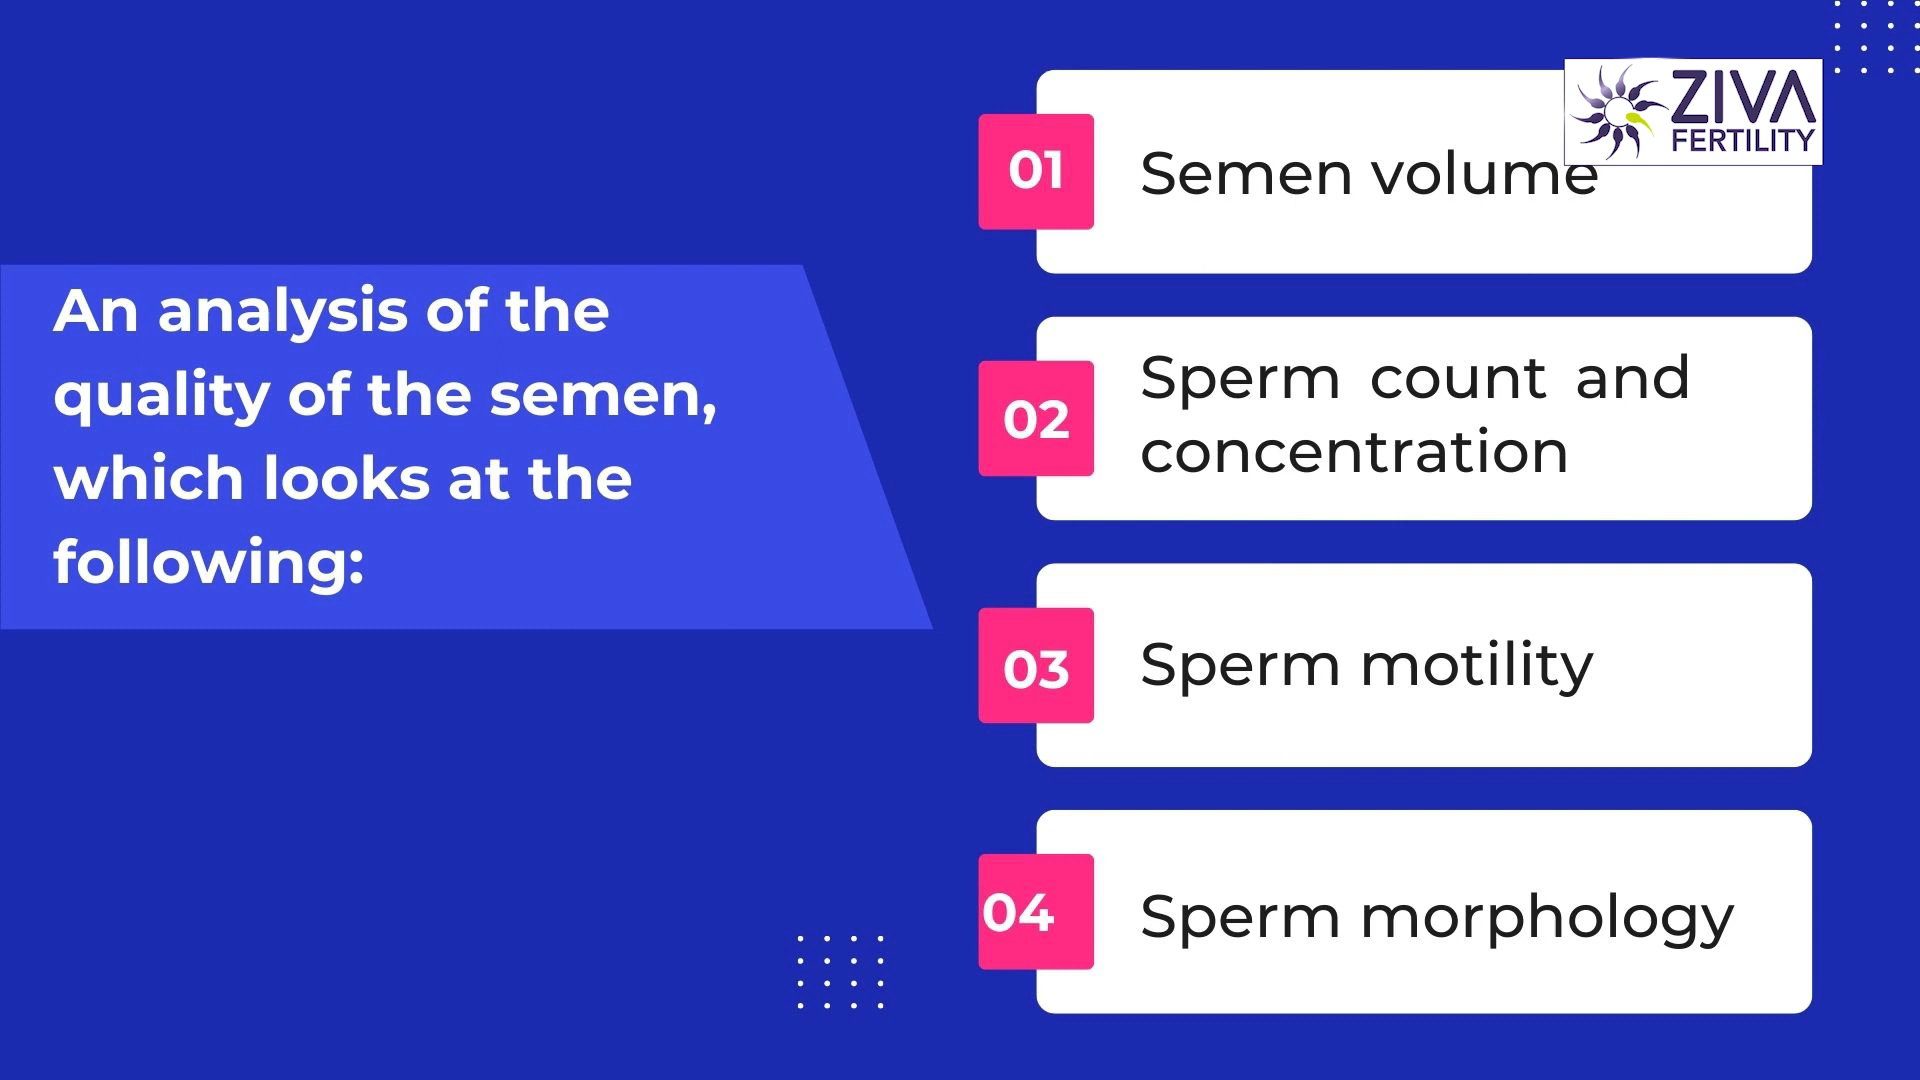 An analysis of the
quality of the semen,
which looks at the
following:
ZIVA
FERTILITY
01
Semen volume
02
Sperm count and
concentration
03
Sperm motility
04
Sperm morphology